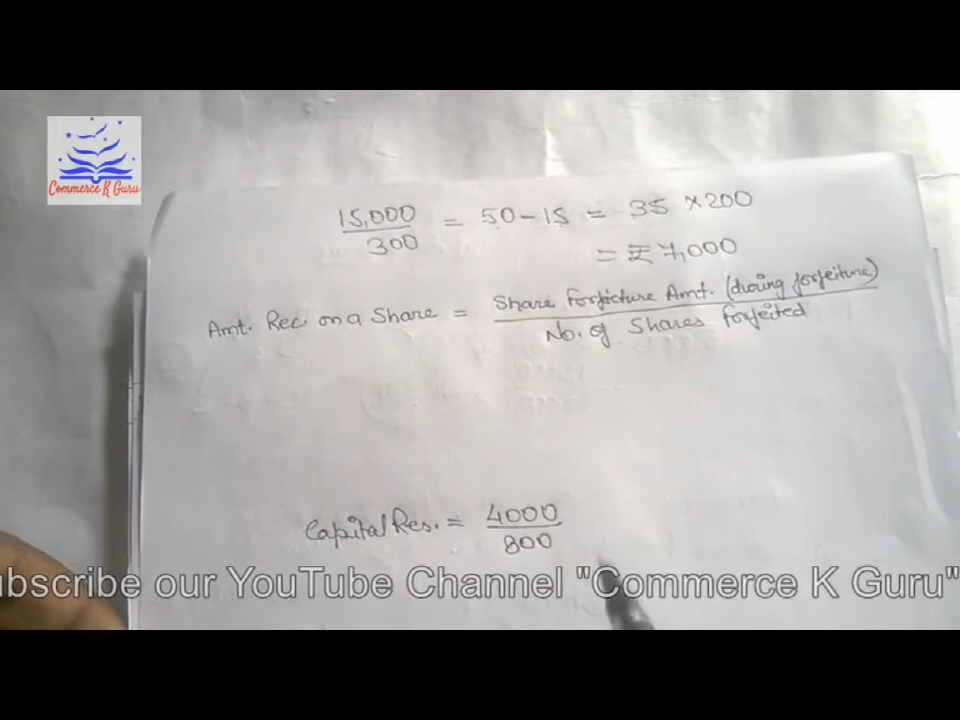 Commerce K Guru
15,000 / 300 = 50 - 15 = 35 × 200
= ₹ 7,000
Amt. Rec. on a Share = Share Forpicture Amt. (during forfeiture) / No. of Shares forfeited
Capital Res. = 4000 / 800
ubscribe our YouTube Channel "Commerce K Guru"